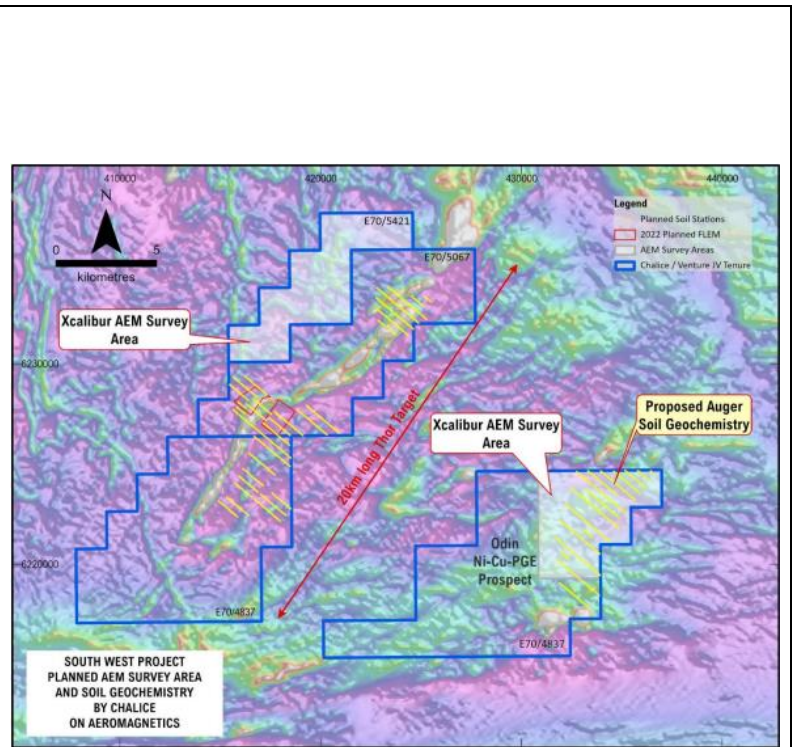 410000
420000
430000
440000
N
0
5
kilometres
Legend
Planned Soil Stations
2022 Planned FLEM
AEM Survey Areas
Chalice / Venture JV Tenure
E70/5421
E70/5067
Xcalibur AEM Survey
Area
6230000
20km long Thor Target
Xcalibur AEM Survey
Area
Proposed Auger
Soil Geochemistry
Odin
Ni-Cu-PGE
Prospect
6220000
E70/4837
E70/4837
SOUTH WEST PROJECT
PLANNED AEM SURVEY AREA
AND SOIL GEOCHEMISTRY
BY CHALICE
ON AEROMAGNETICS